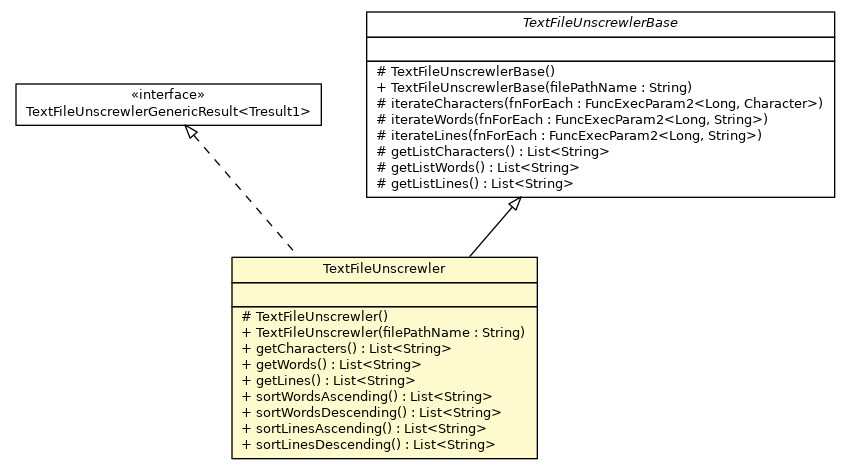 TextFileUnscrewlerBase
# TextFileUnscrewlerBase()
+ TextFileUnscrewlerBase(filePathName : String)
# iterateCharacters(fnForEach : FuncExecParam2<Long, Character>)
# iterateWords(fnForEach : FuncExecParam2<Long, String>)
# iterateLines(fnForEach : FuncExecParam2<Long, String>)
# getListCharacters() : List<String>
# getListWords() : List<String>
# getListLines() : List<String>
«interface»
TextFileUnscrewlerGenericResult<Tresult1>
TextFileUnscrewler
# TextFileUnscrewler()
+ TextFileUnscrewler(filePathName : String)
+ getCharacters() : List<String>
+ getWords() : List<String>
+ getLines() : List<String>
+ sortWordsAscending() : List<String>
+ sortWordsDescending() : List<String>
+ sortLinesAscending() : List<String>
+ sortLinesDescending() : List<String>